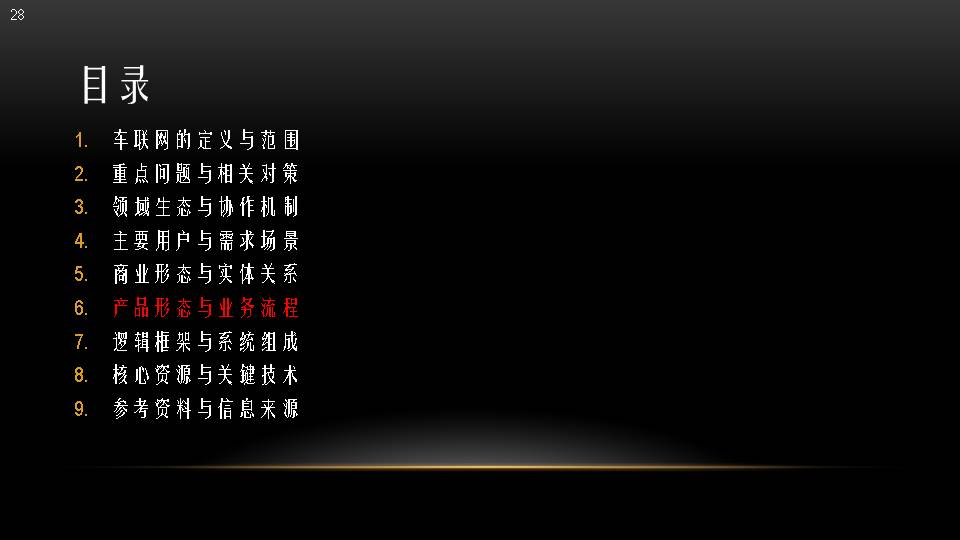 28
目录
1. 车联网的定义与范围
2. 重点问题与相关对策
3. 领域生态与协作机制
4. 主要用户与需求场景
5. 商业形态与实体关系
6. 产品形态与业务流程
7. 逻辑框架与系统组成
8. 核心资源与关键技术
9. 参考资料与信息来源